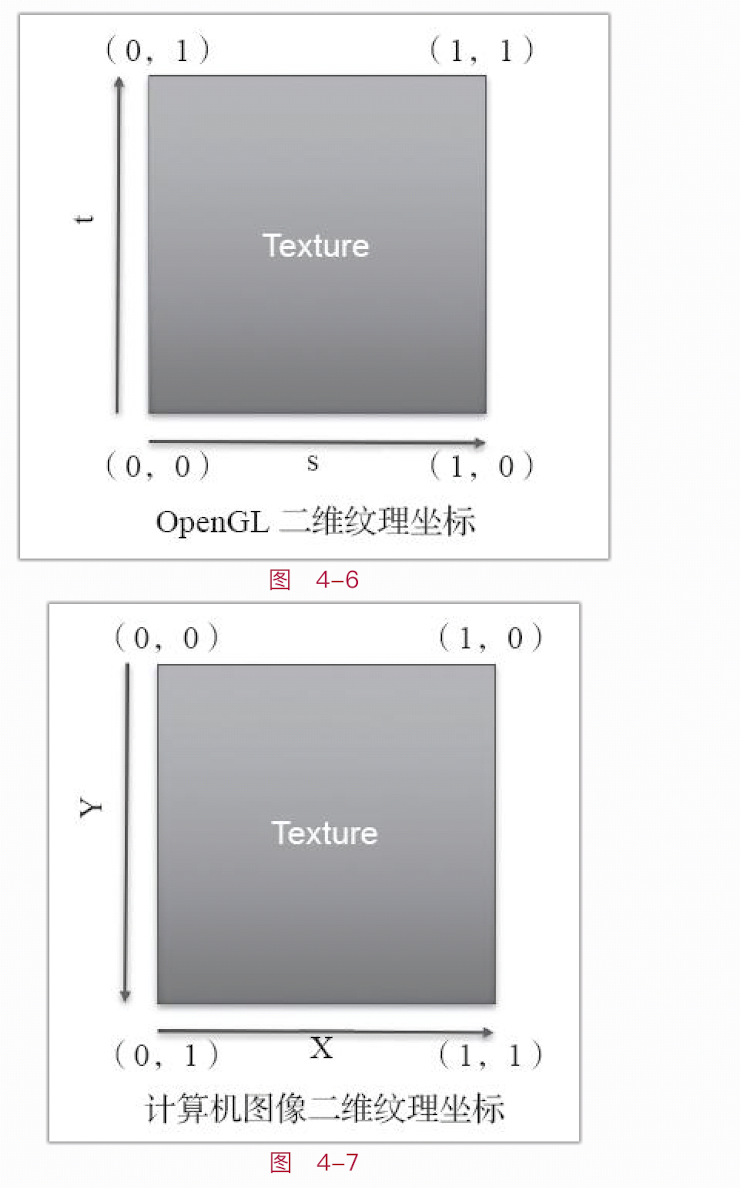 （0，1） （1，1）
t
Texture
（0，0） s （1，0）
OpenGL 二维纹理坐标
图 4–6
（0，0） （1，0）
Y
Texture
（0，1） X （1，1）
计算机图像二维纹理坐标
图 4–7